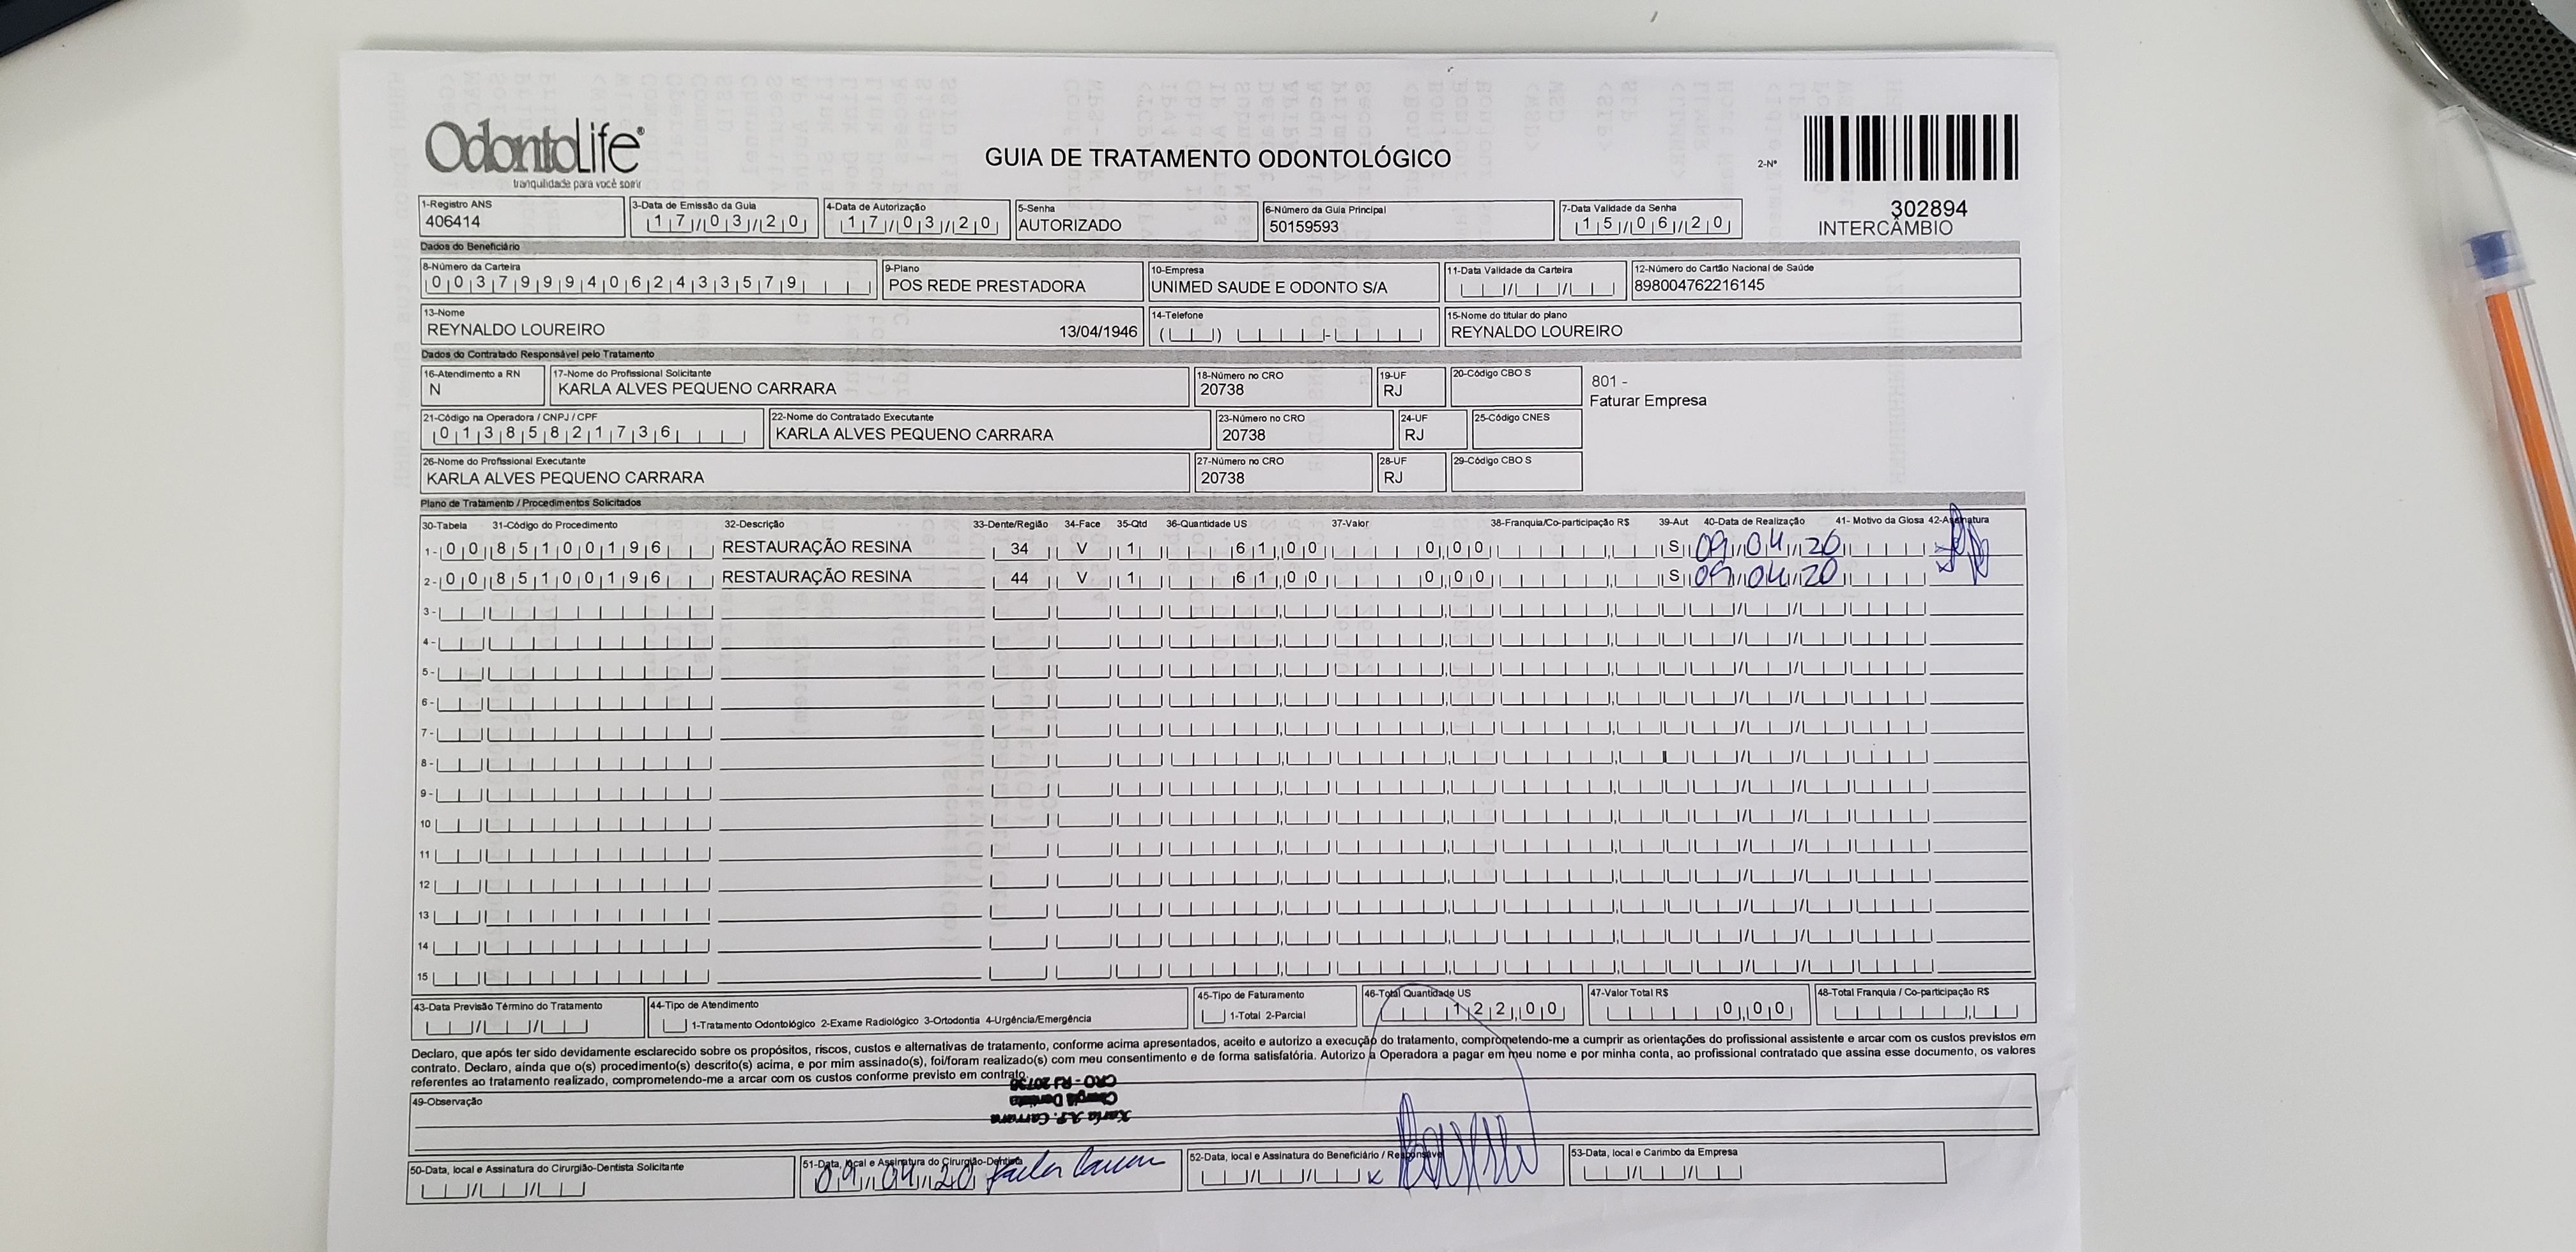 OdontoLife®
tranquilidade para você sorrir
GUIA DE TRATAMENTO ODONTOLÓGICO
2-Nº
302894
INTERCÂMBIO
1-Registro ANS
406414
3-Data de Emissão da Guia
17/03/20
4-Data de Autorização
17/03/20
5-Senha
AUTORIZADO
6-Número da Guia Principal
50159593
7-Data Validade da Senha
15/06/20
Dados do Beneficiário
8-Número da Carteira
00379994062433579
9-Plano
POS REDE PRESTADORA
10-Empresa
UNIMED SAUDE E ODONTO S/A
11-Data Validade da Carteira
12-Número do Cartão Nacional de Saúde
898004762216145
13-Nome
REYNALDO LOUREIRO 13/04/1946
14-Telefone
15-Nome do titular do plano
REYNALDO LOUREIRO
Dados do Contratado Responsável pelo Tratamento
16-Atendimento a RN
N
17-Nome do Profissional Solicitante
KARLA ALVES PEQUENO CARRARA
18-Número no CRO
20738
19-UF
RJ
20-Código CBO S
801 -
Faturar Empresa
21-Código na Operadora / CNPJ / CPF
01385821736
22-Nome do Contratado Executante
KARLA ALVES PEQUENO CARRARA
23-Número no CRO
20738
24-UF
RJ
25-Código CNES
26-Nome do Profissional Executante
KARLA ALVES PEQUENO CARRARA
27-Número no CRO
20738
28-UF
RJ
29-Código CBO S
Plano de Tratamento / Procedimentos Solicitados
30-Tabela 31-Código do Procedimento 32-Descrição 33-Dente/Região 34-Face 35-Qtd 36-Quantidade US 37-Valor 38-Franquia/Co-participação R$ 39-Aut 40-Data de Realização 41- Motivo da Glosa 42-Assinatura
1- 00 85100196 RESTAURAÇÃO RESINA 34 V 1 61,00 0,00 S 09/04/20
2- 00 85100196 RESTAURAÇÃO RESINA 44 V 1 61,00 0,00 S 09/04/20
3-
4-
5-
6-
7-
8-
9-
10
11
12
13
14
15
43-Data Previsão Término do Tratamento
44-Tipo de Atendimento
1-Tratamento Odontológico 2-Exame Radiológico 3-Ortodontia 4-Urgência/Emergência
45-Tipo de Faturamento
1-Total 2-Parcial
46-Total Quantidade US
122,00
47-Valor Total R$
0,00
48-Total Franquia / Co-participação R$
Declaro, que após ter sido devidamente esclarecido sobre os propósitos, riscos, custos e alternativas de tratamento, conforme acima apresentados, aceito e autorizo a execução do tratamento, comprometendo-me a cumprir as orientações do profissional assistente e arcar com os custos previstos em
contrato. Declaro, ainda que o(s) procedimento(s) descrito(s) acima, e por mim assinado(s), foi/foram realizado(s) com meu consentimento e de forma satisfatória. Autorizo a Operadora a pagar em meu nome e por minha conta, ao profissional contratado que assina esse documento, os valores
referentes ao tratamento realizado, comprometendo-me a arcar com os custos conforme previsto em contrato.
49-Observação
Karla A.P. Carrara
Cirurgiã Dentista
CRO - RJ 20738
50-Data, local e Assinatura do Cirurgião-Dentista Solicitante
51-Data, local e Assinatura do Cirurgião-Dentista
09/04/20 Karla Carrara
52-Data, local e Assinatura do Beneficiário / Responsável
x
53-Data, local e Carimbo da Empresa